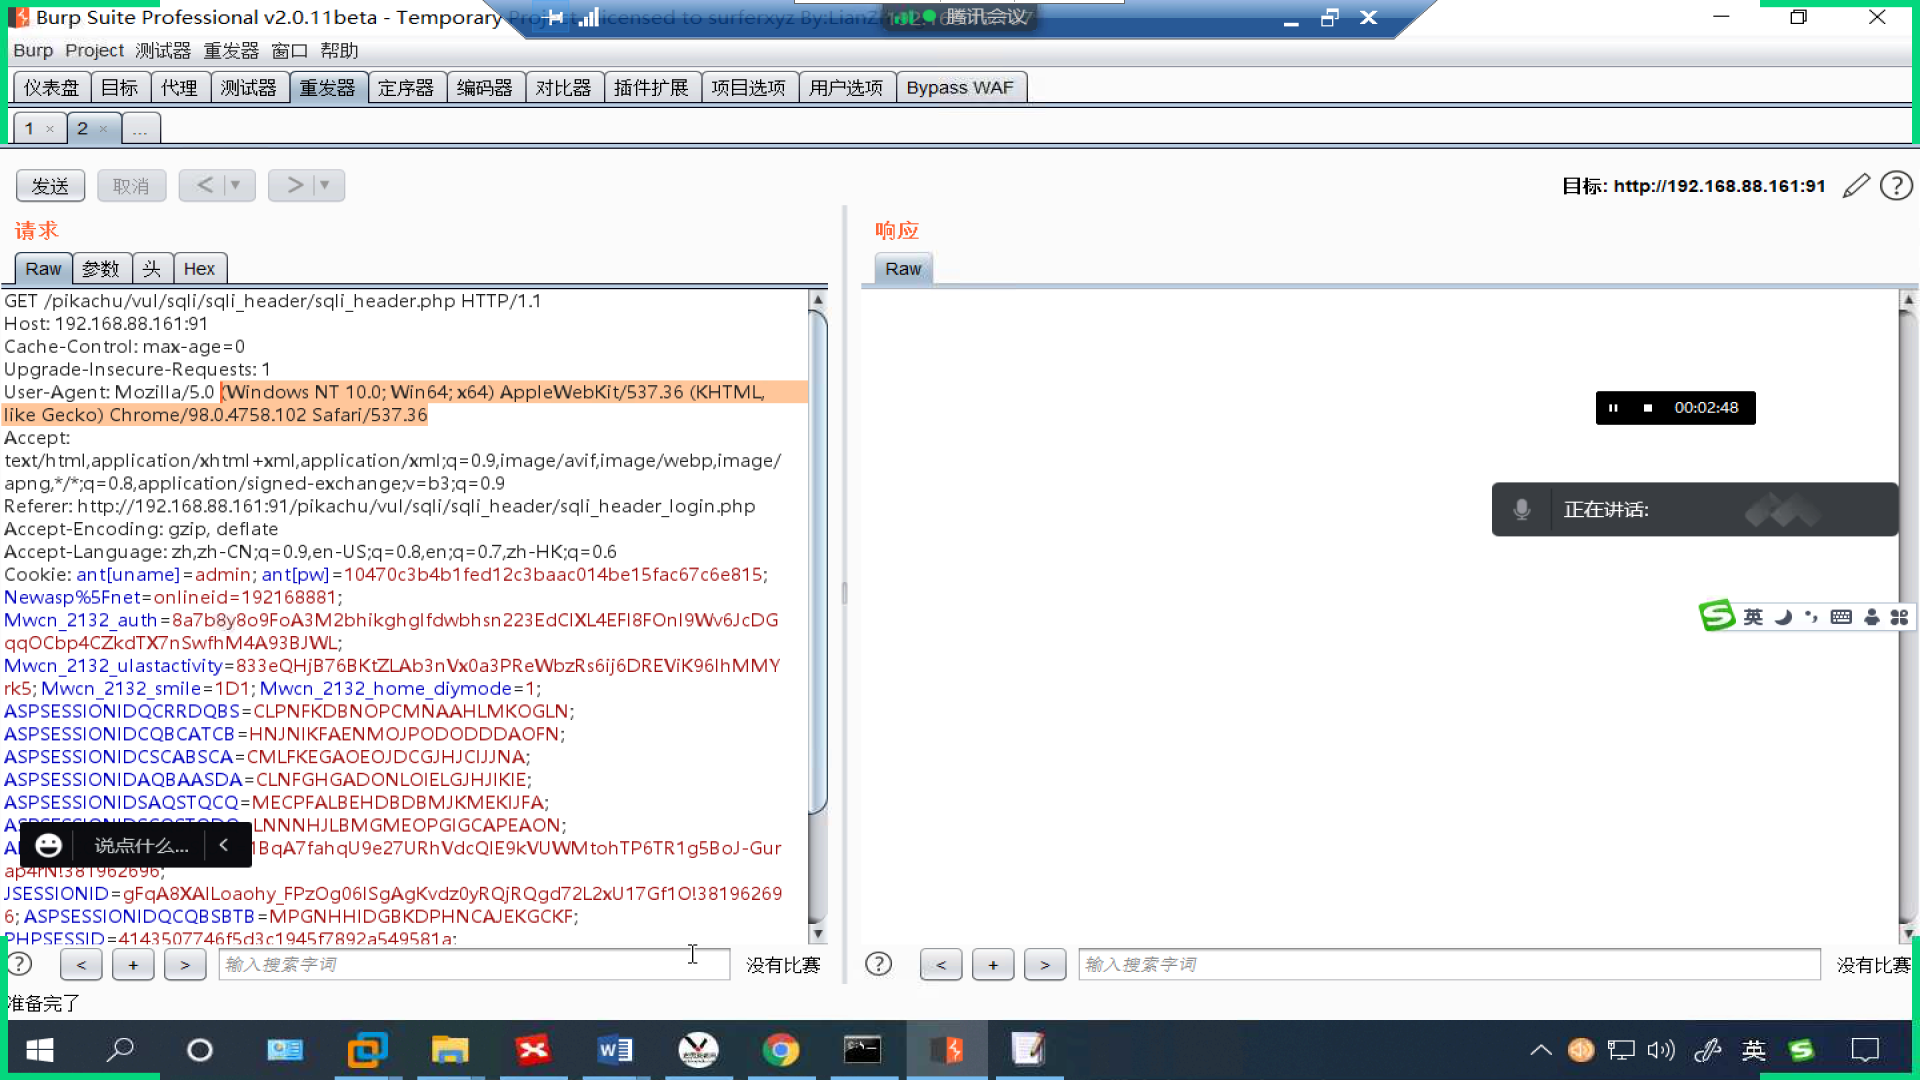 Burp Suite Professional v2.0.11beta - Temporary Project - licensed to surferxyz By:LianZ
腾讯会议
Burp Project 测试器 重发器 窗口 帮助
仪表盘 目标 代理 测试器 重发器 定序器 编码器 对比器 插件扩展 项目选项 用户选项 Bypass WAF
1 × 2 × ...
发送 取消 < ▼ > ▼ 目标: http://192.168.88.161:91
请求
响应
Raw 参数 头 Hex
Raw
GET /pikachu/vul/sqli/sqli_header/sqli_header.php HTTP/1.1
Host: 192.168.88.161:91
Cache-Control: max-age=0
Upgrade-Insecure-Requests: 1
User-Agent: Mozilla/5.0 (Windows NT 10.0; Win64; x64) AppleWebKit/537.36 (KHTML,
like Gecko) Chrome/98.0.4758.102 Safari/537.36
Accept:
text/html,application/xhtml+xml,application/xml;q=0.9,image/avif,image/webp,image/
apng,*/*;q=0.8,application/signed-exchange;v=b3;q=0.9
Referer: http://192.168.88.161:91/pikachu/vul/sqli/sqli_header/sqli_header_login.php
Accept-Encoding: gzip, deflate
Accept-Language: zh,zh-CN;q=0.9,en-US;q=0.8,en;q=0.7,zh-HK;q=0.6
Cookie: ant[uname]=admin; ant[pw]=10470c3b4b1fed12c3baac014be15fac67c6e815;
Newasp%5Fnet=onlineid=192168881;
Mwcn_2132_auth=8a7b8y8o9FoA3M2bhikghglfdwbhsn223EdClXL4EFI8FOnI9Wv6JcDG
qqOCbp4CZkdTX7nSwfhM4A93BJWL;
Mwcn_2132_ulastactivity=833eQHjB76BKtZLAb3nVx0a3PReWbzRs6ij6DREViK96IhMMY
rk5; Mwcn_2132_smile=1D1; Mwcn_2132_home_diymode=1;
ASPSESSIONIDQCRRDQBS=CLPNFKDBNOPCMNAAHLMKOGLN;
ASPSESSIONIDCQBCATCB=HNJNIKFAENMOJPODODDDAOFN;
ASPSESSIONIDCSCABSCA=CMLFKEGAOEOJDCGJHJCIJJNA;
ASPSESSIONIDAQBAASDA=CLNFGHGADONLOIELGJHJIKIE;
ASPSESSIONIDSAQSTQCQ=MECPFALBEHDBDBMJKMEKIJFA;
LNNNHJLBMGMEOPGIGCAPEAON;
BqA7fahqU9e27URhVdcQIE9kVUWMtohTP6TR1g5BoJ-Gur
ap4rN!381962696;
JSESSIONID=gFqA8XAILoaohy_FPzOg06ISgAgKvdz0yRQjRQgd72L2xU17Gf1O!38196269
6; ASPSESSIONIDQCQBSBTB=MPGNHHIDGBKDPHNCAJEKGCKF;
PHPSESSID=4143507746f5d3c1945f7892a549581a;
00:02:48
正在讲话:
英
说点什么...
? < + > 输入搜索字词 没有比赛
? < + > 输入搜索字词 没有比赛
准备完了
英